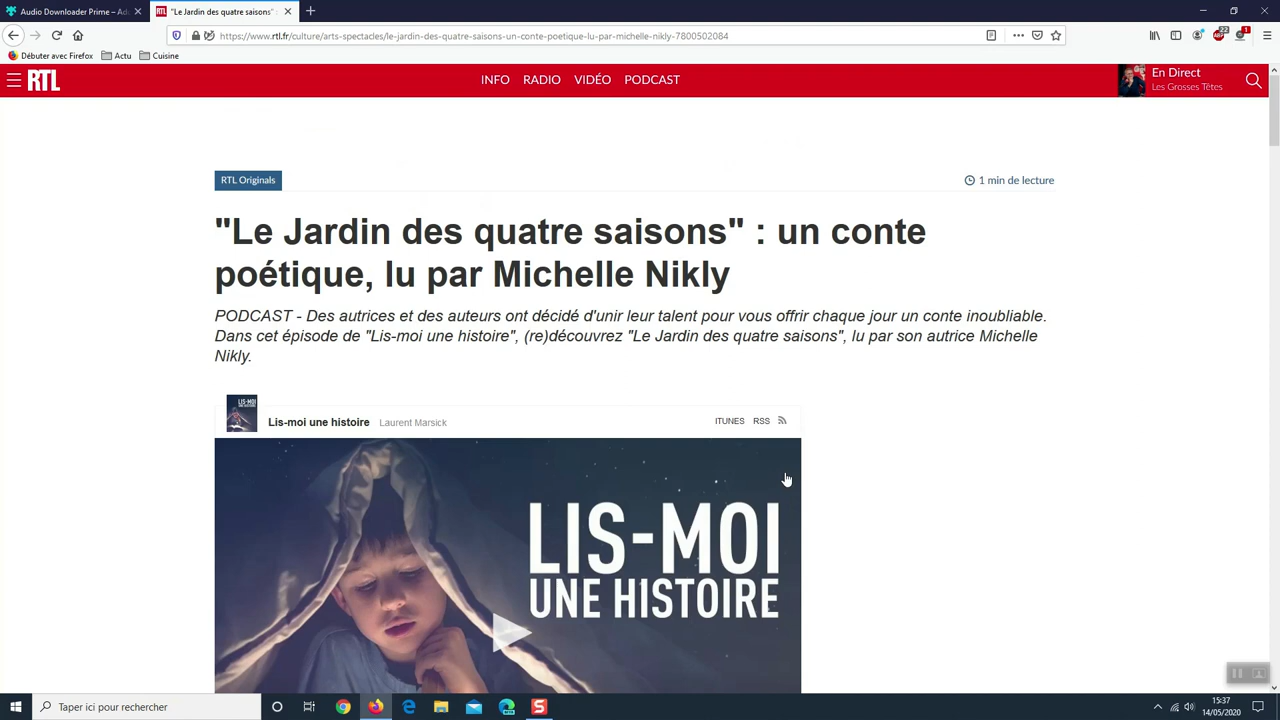 Audio Downloader Prime – Ad
"Le Jardin des quatre saisons"
https://www.rtl.fr/culture/arts-spectacles/le-jardin-des-quatre-saisons-un-conte-poetique-lu-par-michelle-nikly-7800502084
22
1
Débuter avec Firefox
Actu
Cuisine
RTL
INFO
RADIO
VIDÉO
PODCAST
En Direct
Les Grosses Têtes
RTL Originals
1 min de lecture
"Le Jardin des quatre saisons" : un conte
poétique, lu par Michelle Nikly
PODCAST - Des autrices et des auteurs ont décidé d'unir leur talent pour vous offrir chaque jour un conte inoubliable.
Dans cet épisode de "Lis-moi une histoire", (re)découvrez "Le Jardin des quatre saisons", lu par son autrice Michelle
Nikly.
LIS-MOI
UNE HISTOIRE
Lis-moi une histoire
Laurent Marsick
ITUNES
RSS
LIS-MOI
UNE HISTOIRE
Taper ici pour rechercher
15:37
14/05/2020